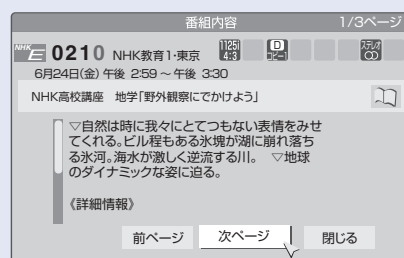 番組内容 1/3ページ
NHK E 0210 NHK教育1・東京 1125i 4:3 D コピー1 ステレオ
6月24日(金) 午後 2:59 ~ 午後 3:30
NHK高校講座 地学「野外観察にでかけよう」
▽自然は時に我々にとてつもない表情をみせ
てくれる。ビル程もある氷塊が湖に崩れ落ち
る氷河。海水が激しく逆流する川。 ▽地球
のダイナミックな姿に迫る。
《詳細情報》
前ページ 次ページ 閉じる